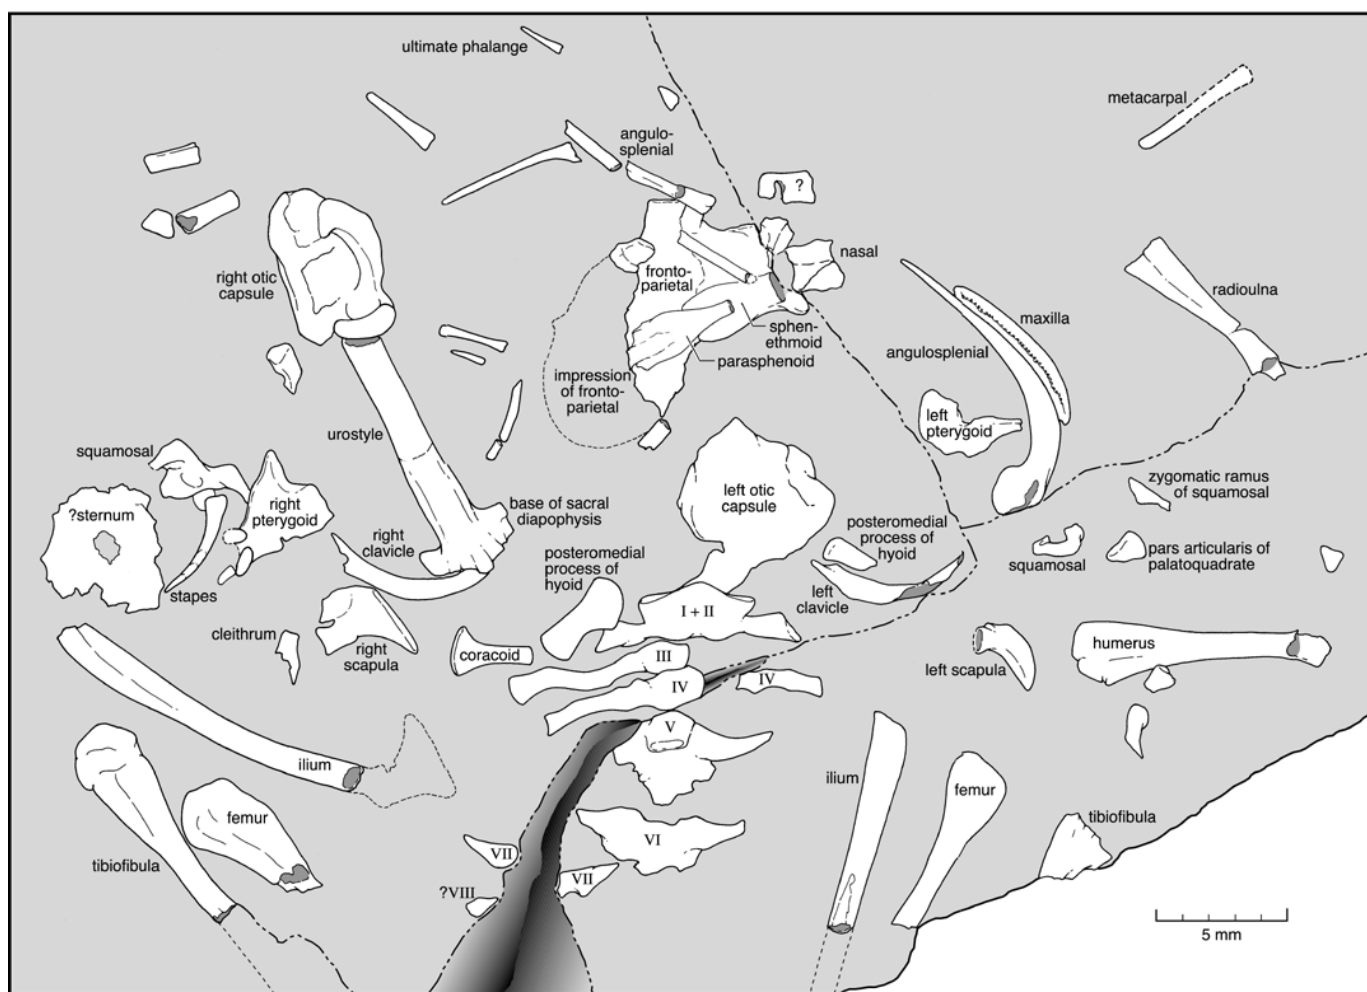 ultimate phalange
metacarpal
angulo-
splenial
?
nasal
right otic
capsule
fronto-
parietal
radioulna
maxilla
sphen-
ethmoid
angulosplenial
parasphenoid
impression
of fronto-
parietal
left
pterygoid
urostyle
squamosal
zygomatic ramus
of squamosal
left otic
capsule
?sternum
right
pterygoid
base of sacral
diapophysis
posteromedial
process of
hyoid
right
clavicle
posteromedial
process of
hyoid
squamosal
pars articularis of
palatoquadrate
stapes
left
clavicle
I + II
cleithrum
right
scapula
coracoid
III
left scapula
humerus
IV
IV
V
ilium
ilium
femur
femur
tibiofibula
tibiofibula
VI
VII
VII
?VIII
5 mm